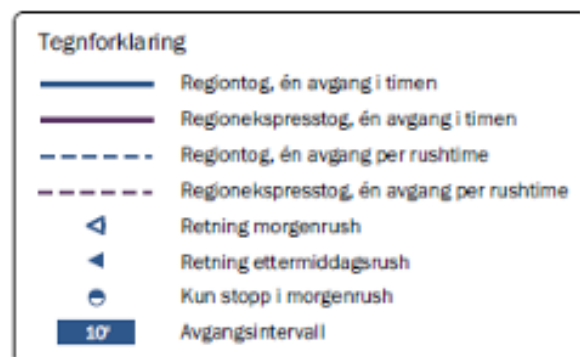 Tegnforklaring
Regiontog, én avgang i timen
Regionekspresstog, én avgang i timen
Regiontog, én avgang per rushtime
Regionekspresstog, én avgang per rushtime
Retning morgenrush
Retning ettermiddagsrush
Kun stopp i morgenrush
10' Avgangsintervall